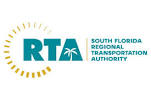 RTA
SOUTH FLORIDA
REGIONAL
TRANSPORTATION
AUTHORITY